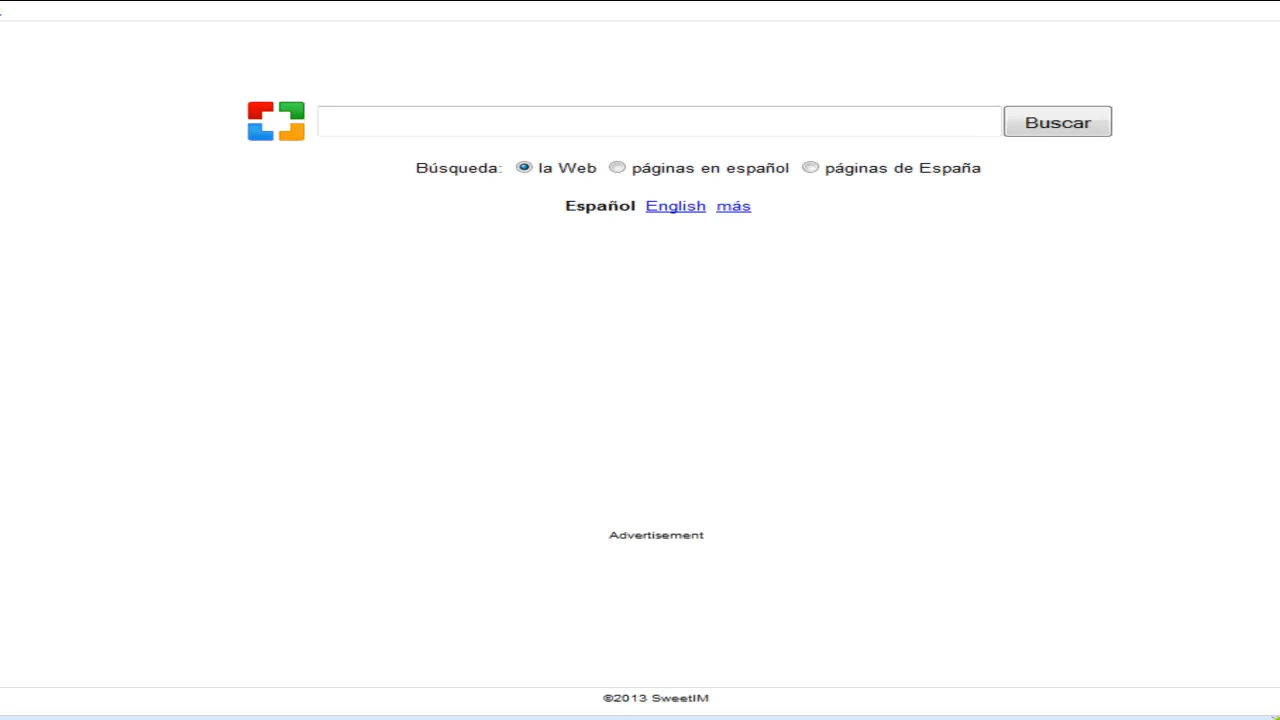 Buscar
Búsqueda: la Web páginas en español páginas de España
Español English más
Advertisement
©2013 SweetIM